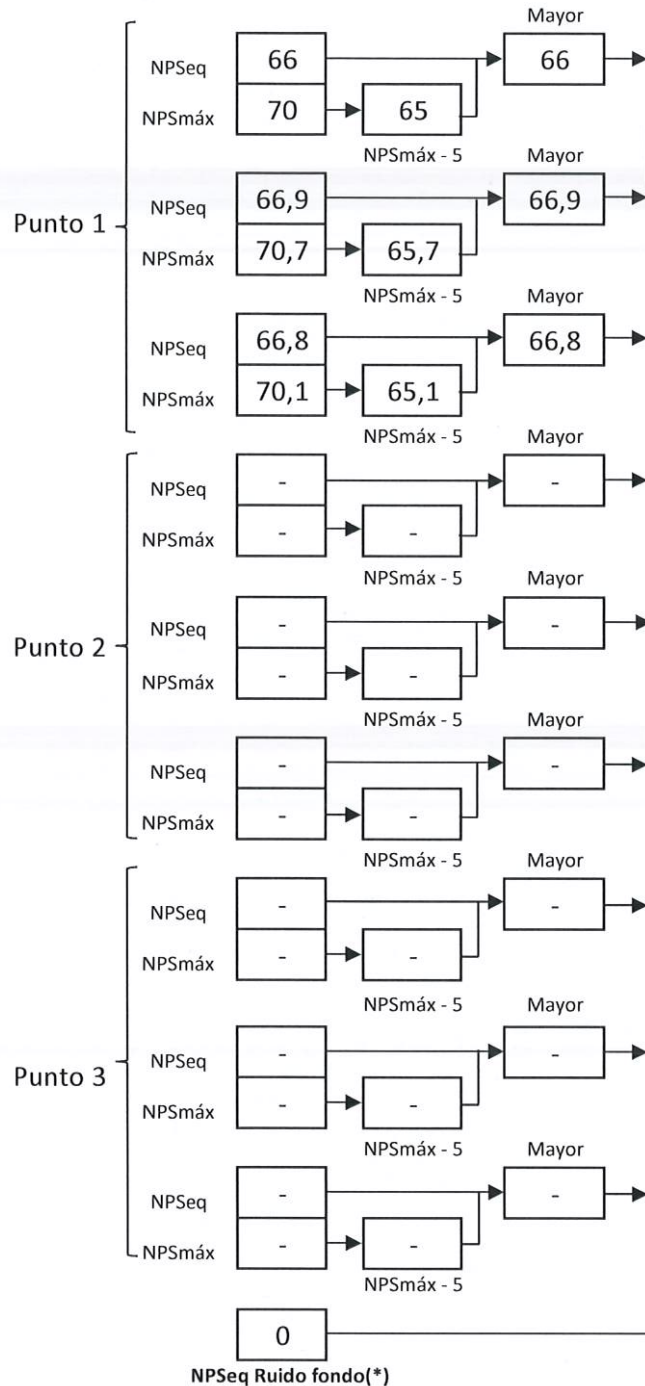 Mayor
NPSeq 66 66
NPSmáx 70 65
NPSmáx - 5
Mayor
NPSeq 66,9 66,9
Punto 1
NPSmáx 70,7 65,7
NPSmáx - 5
Mayor
NPSeq 66,8 66,8
NPSmáx 70,1 65,1
NPSmáx - 5
Mayor
NPSeq - -
NPSmáx - -
NPSmáx - 5
Mayor
NPSeq - -
Punto 2
NPSmáx - -
NPSmáx - 5
Mayor
NPSeq - -
NPSmáx - -
NPSmáx - 5
Mayor
NPSeq - -
NPSmáx - -
NPSmáx - 5
Mayor
NPSeq - -
Punto 3
NPSmáx - -
NPSmáx - 5
Mayor
NPSeq - -
NPSmáx - -
NPSmáx - 5
0
NPSeq Ruido fondo(*)